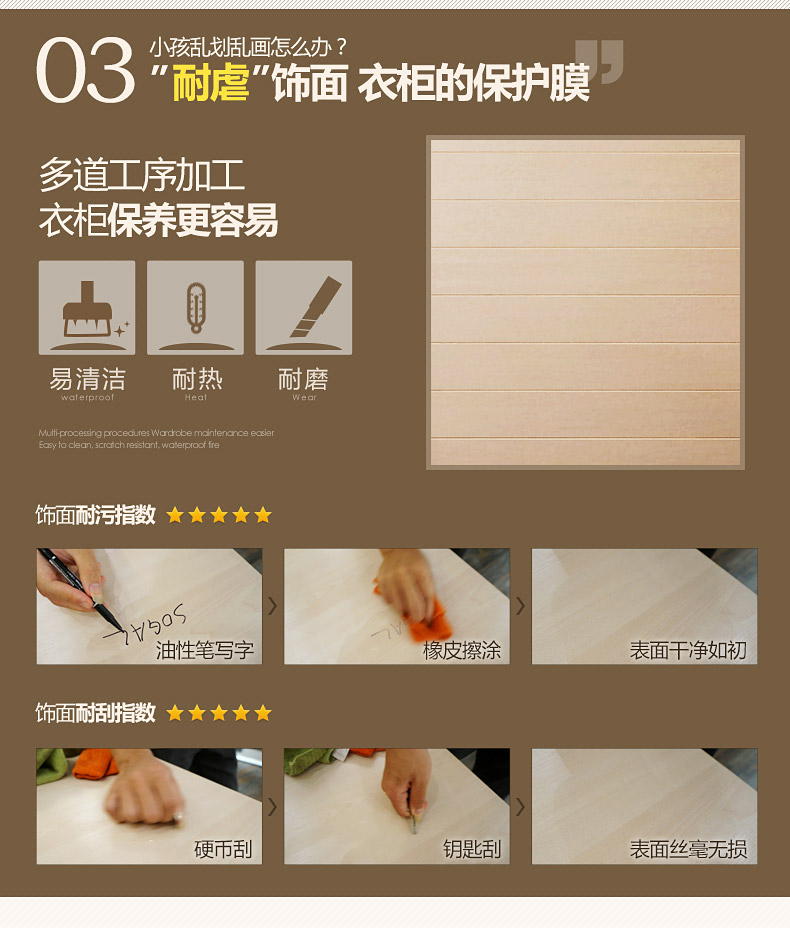 03
小孩乱划乱画怎么办？
"耐虐"饰面 衣柜的保护膜
多道工序加工
衣柜保养更容易
易清洁 耐热 耐磨
waterproof Heat Wear
Multi-processing procedures Wardrobe maintenance easier
Easy to clean, scratch resistant, waterproof fire
饰面耐污指数
SOGAL
油性笔写字 橡皮擦涂 表面干净如初
饰面耐刮指数
硬币刮 钥匙刮 表面丝毫无损